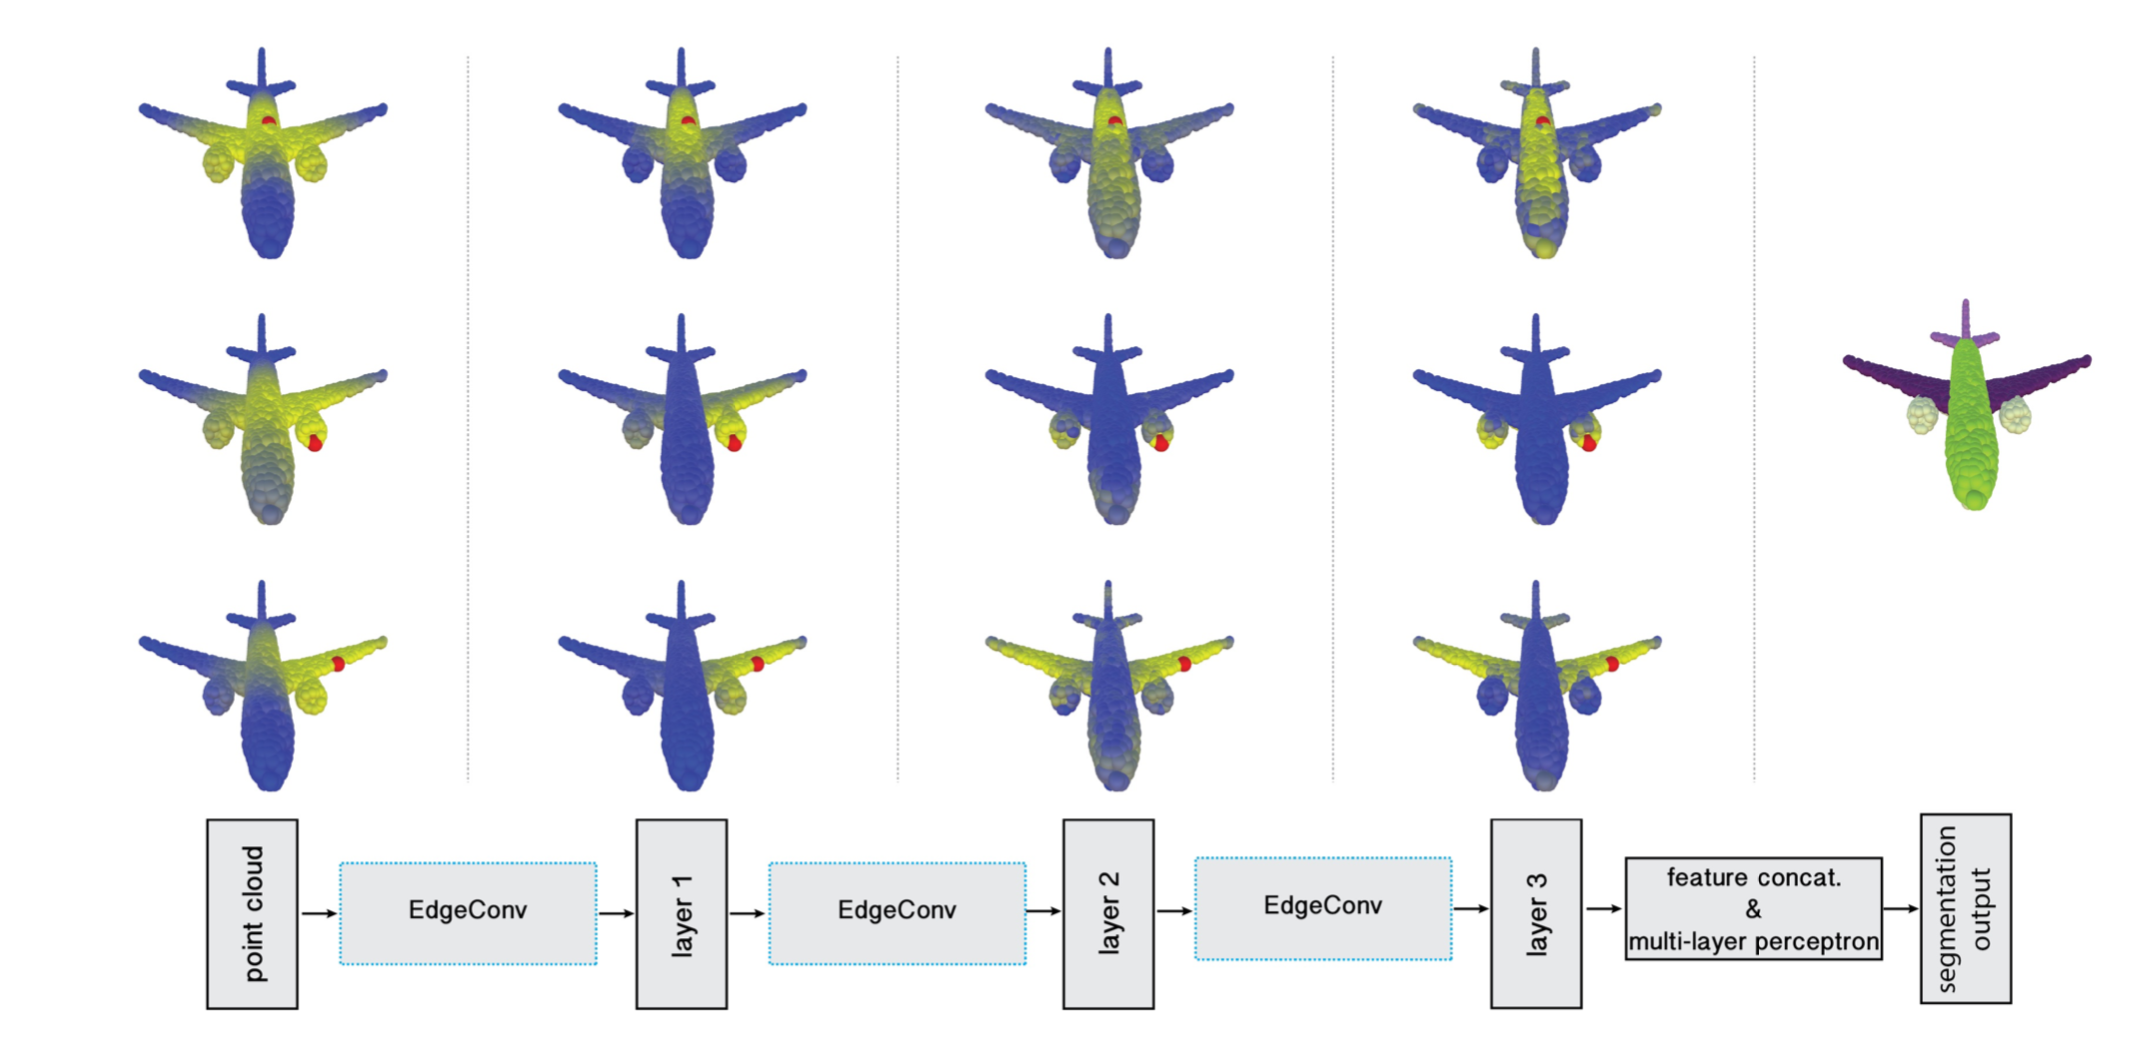 point cloud
EdgeConv
layer 1
EdgeConv
layer 2
EdgeConv
layer 3
feature concat.
&
multi-layer perceptron
segmentation
output